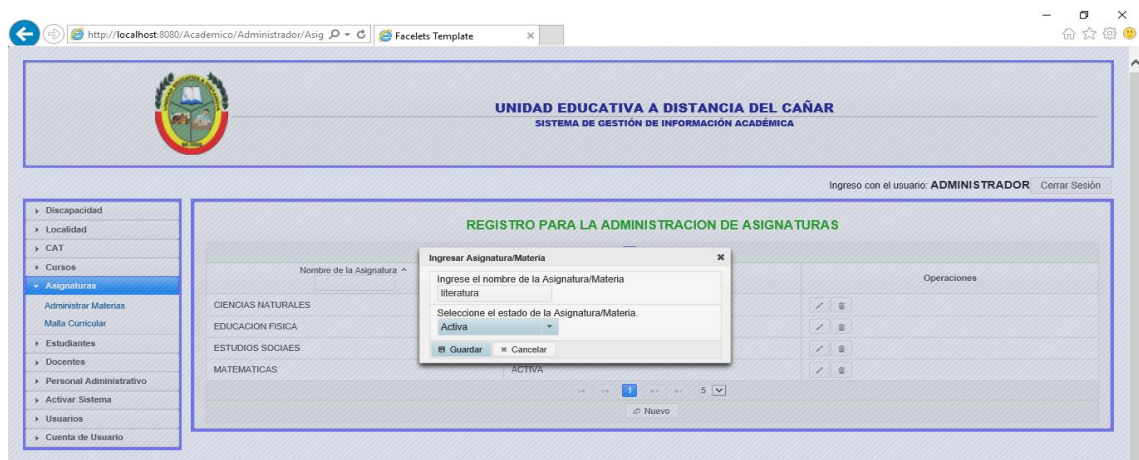 http://localhost:8080/Academico/Administrador/Asig
Facelets Template
UNIDAD EDUCATIVA A DISTANCIA DEL CAÑAR
SISTEMA DE GESTIÓN DE INFORMACIÓN ACADÉMICA
Ingreso con el usuario: ADMINISTRADOR Cerrar Sesión
Discapacidad
Localidad
CAT
Cursos
Asignaturas
Administrar Materias
Malla Curricular
Estudiantes
Docentes
Personal Administrativo
Activar Sistema
Usuarios
Cuenta de Usuario
REGISTRO PARA LA ADMINISTRACION DE ASIGNATURAS
Nombre de la Asignatura
Operaciones
CIENCIAS NATURALES
EDUCACION FISICA
ESTUDIOS SOCIAES
MATEMATICAS ACTIVA
1 5
Nuevo
Ingresar Asignatura/Materia
Ingrese el nombre de la Asignatura/Materia
literatura
Seleccione el estado de la Asignatura/Materia.
Activa
Guardar Cancelar